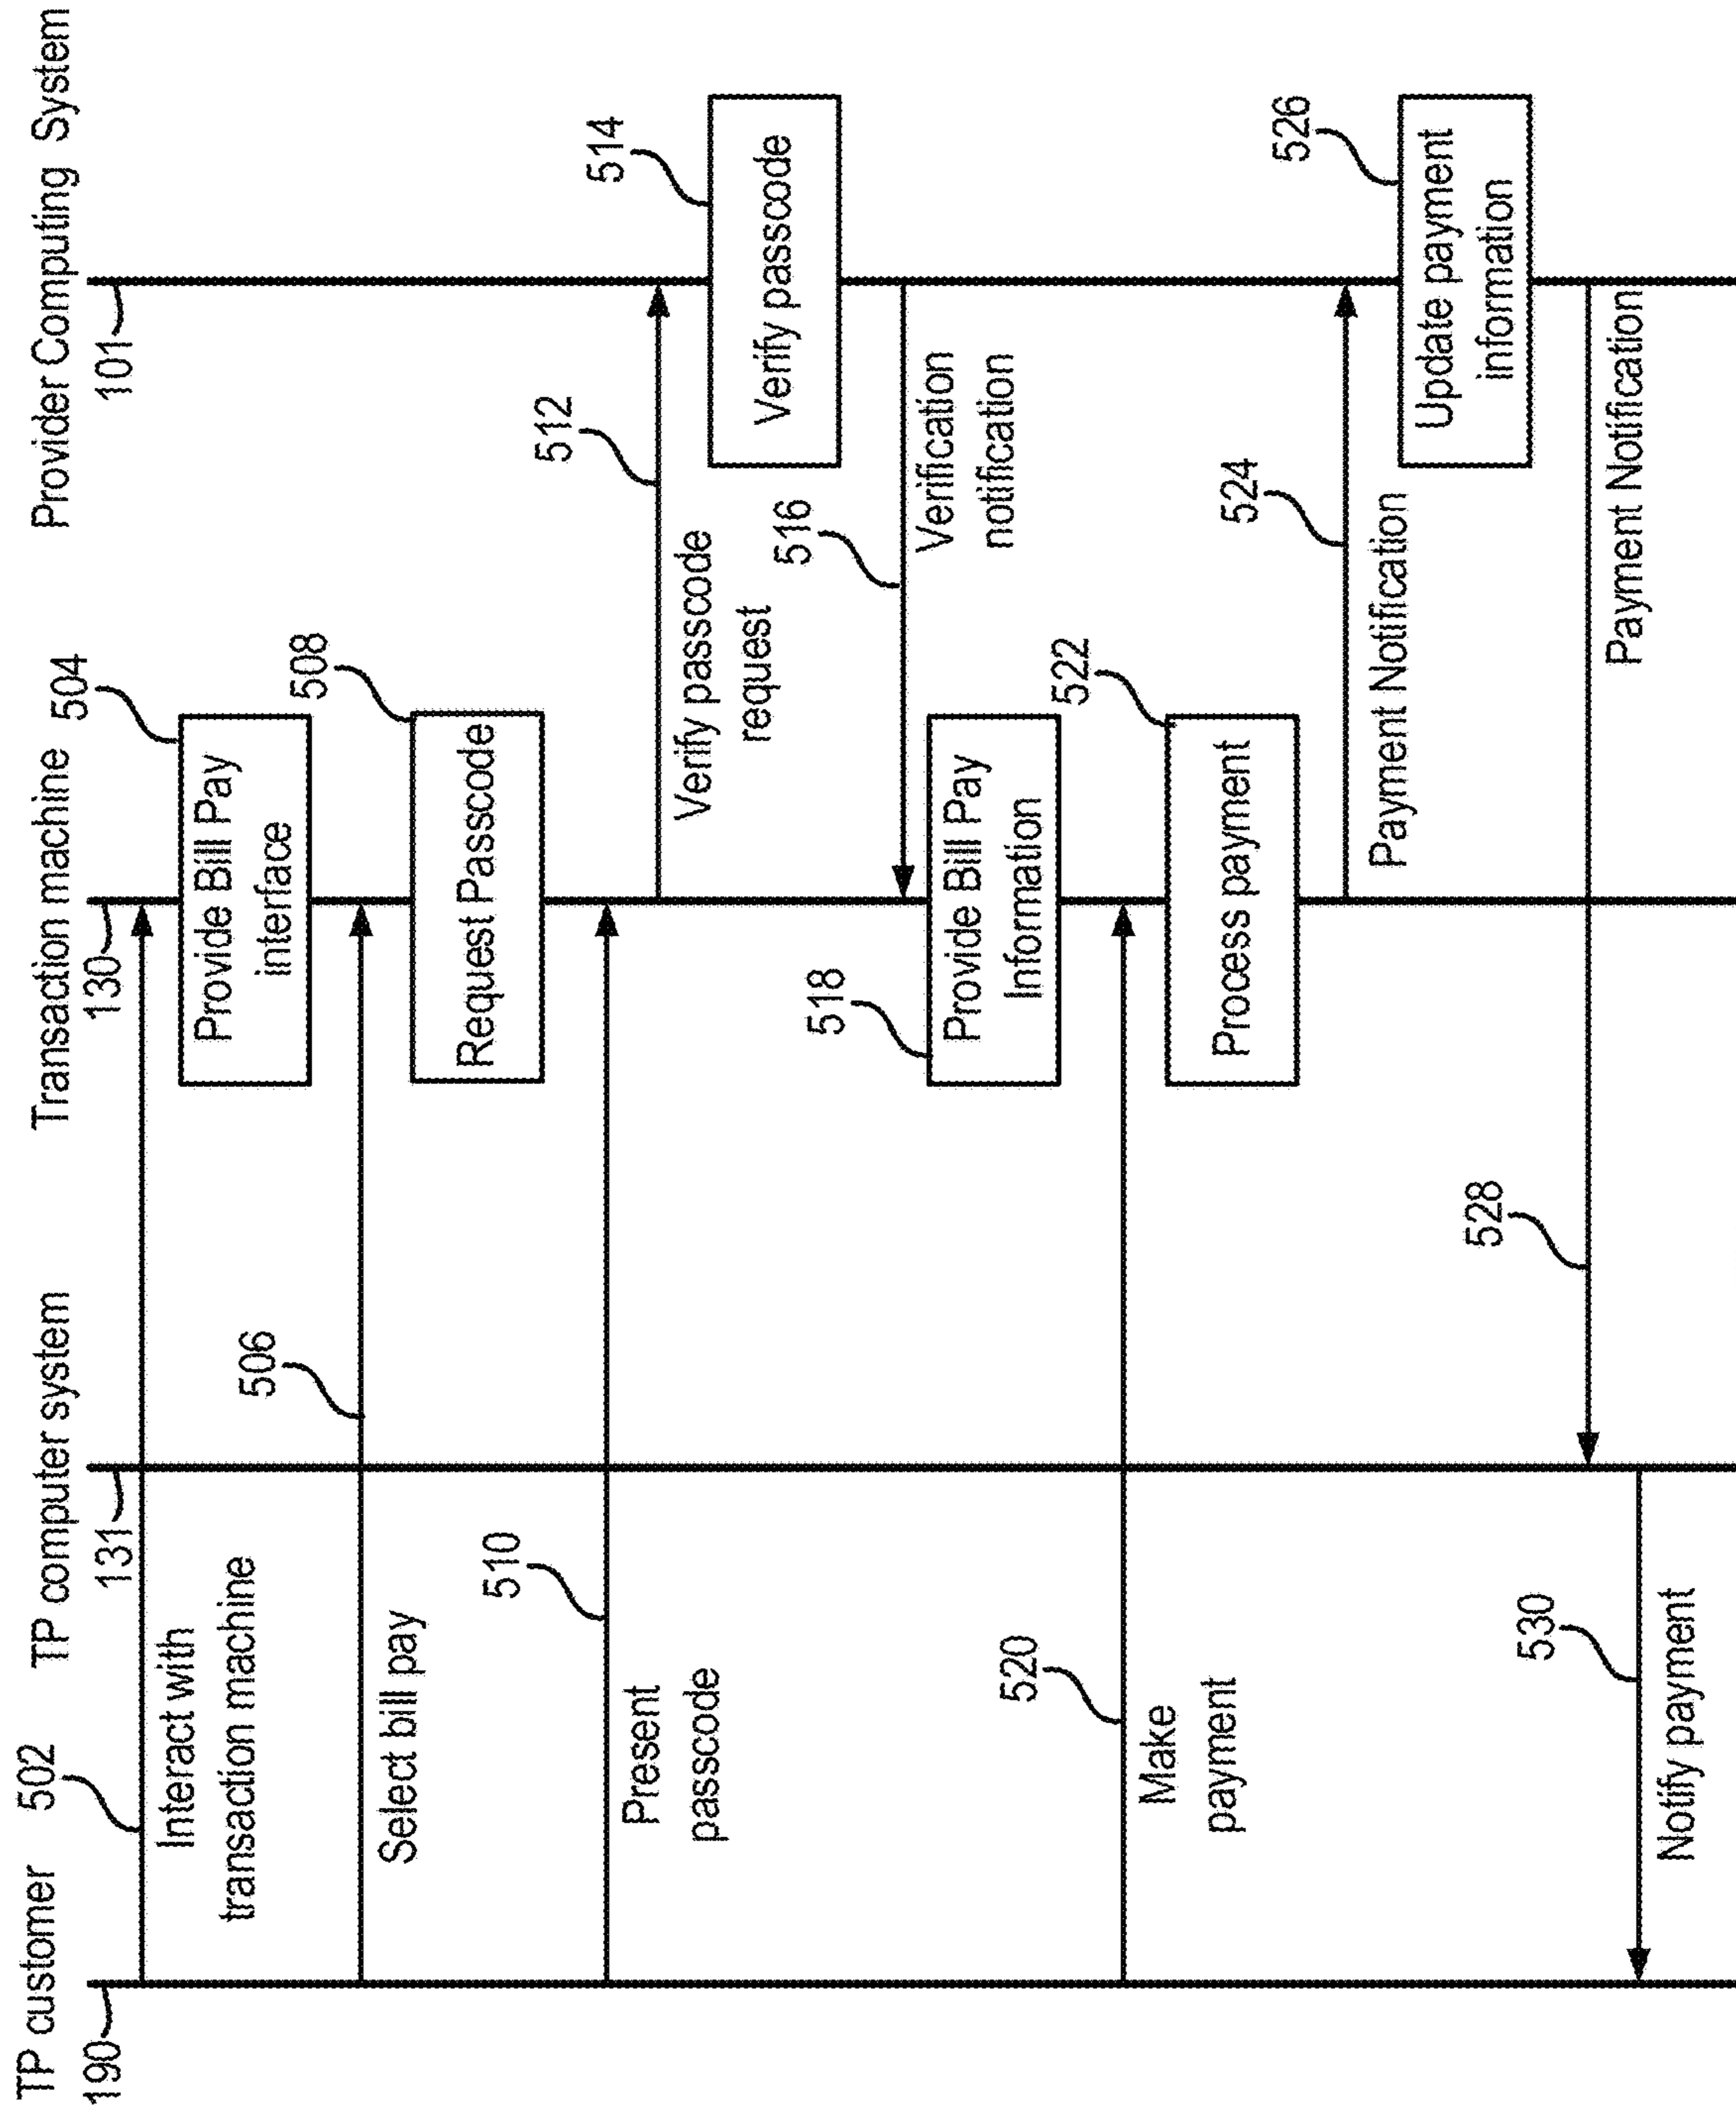 TP customer
TP computer system
Transaction machine
Provider Computing System
190
131
130
101
502
Interact with
transaction machine
504
Provide Bill Pay
interface
506
Select bill pay
508
Request Passcode
510
Present
passcode
512
Verify passcode
request
514
Verify passcode
516
Verification
notification
518
Provide Bill Pay
Information
520
Make
payment
522
Process payment
524
Payment Notification
526
Update payment
information
528
Payment Notification
530
Notify payment